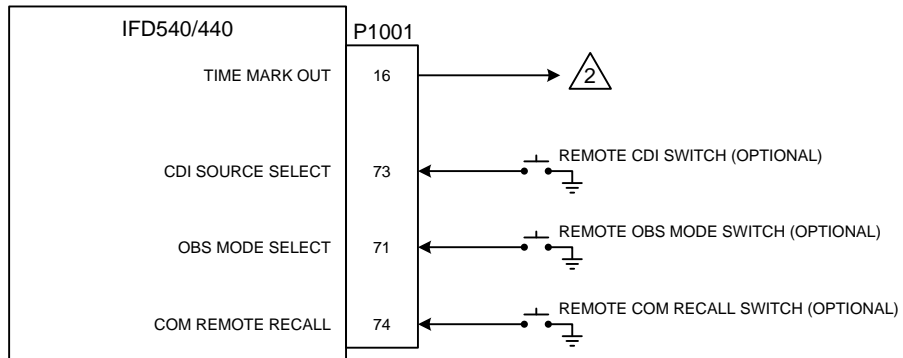 IFD540/440
P1001
TIME MARK OUT 16 2
CDI SOURCE SELECT 73 REMOTE CDI SWITCH (OPTIONAL)
OBS MODE SELECT 71 REMOTE OBS MODE SWITCH (OPTIONAL)
COM REMOTE RECALL 74 REMOTE COM RECALL SWITCH (OPTIONAL)